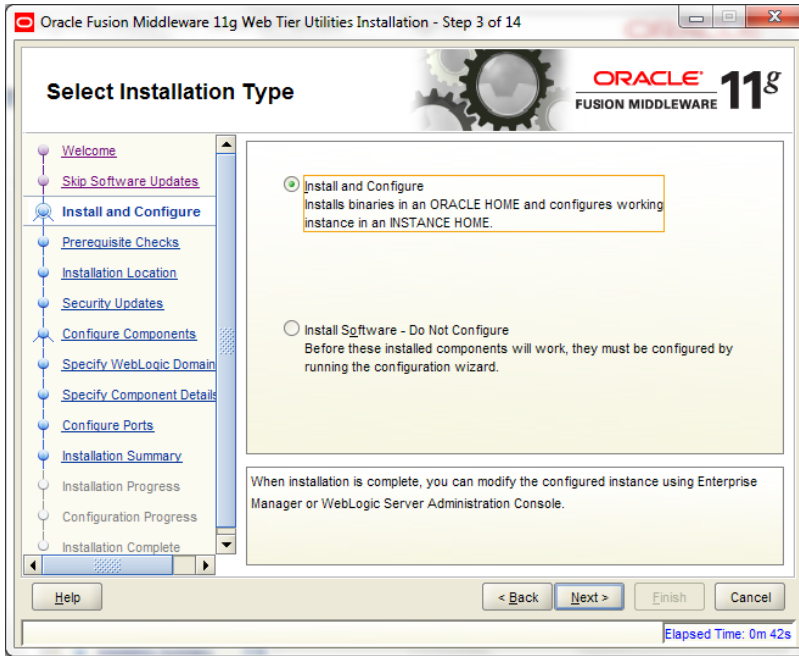 Oracle Fusion Middleware 11g Web Tier Utilities Installation - Step 3 of 14
Select Installation Type
ORACLE
FUSION MIDDLEWARE
11g
Welcome
Skip Software Updates
Install and Configure
Prerequisite Checks
Installation Location
Security Updates
Configure Components
Specify WebLogic Domain
Specify Component Details
Configure Ports
Installation Summary
Installation Progress
Configuration Progress
Installation Complete
Install and Configure
Installs binaries in an ORACLE HOME and configures working
instance in an INSTANCE HOME.
Install Software - Do Not Configure
Before these installed components will work, they must be configured by
running the configuration wizard.
When installation is complete, you can modify the configured instance using Enterprise
Manager or WebLogic Server Administration Console.
Help
< Back
Next >
Finish
Cancel
Elapsed Time: 0m 42s